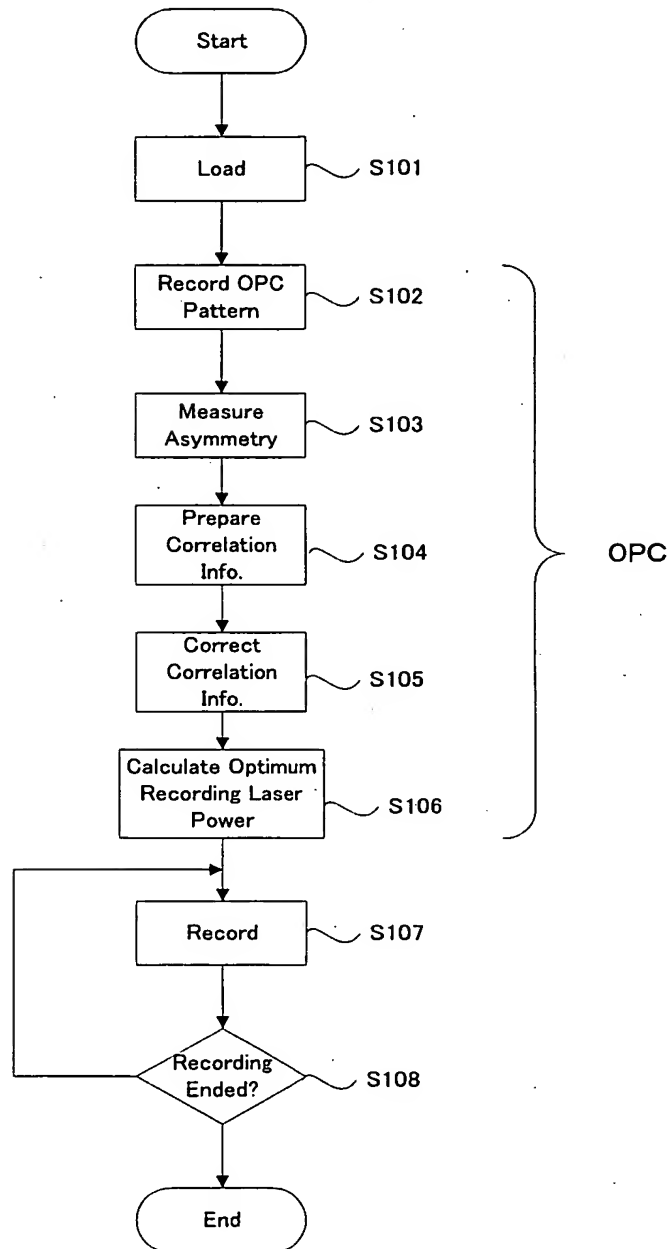 Start
Load
S101
Record OPC
Pattern
S102
Measure
Asymmetry
S103
Prepare
Correlation
Info.
S104
OPC
Correct
Correlation
Info.
S105
Calculate Optimum
Recording Laser
Power
S106
Record
S107
Recording
Ended?
S108
End